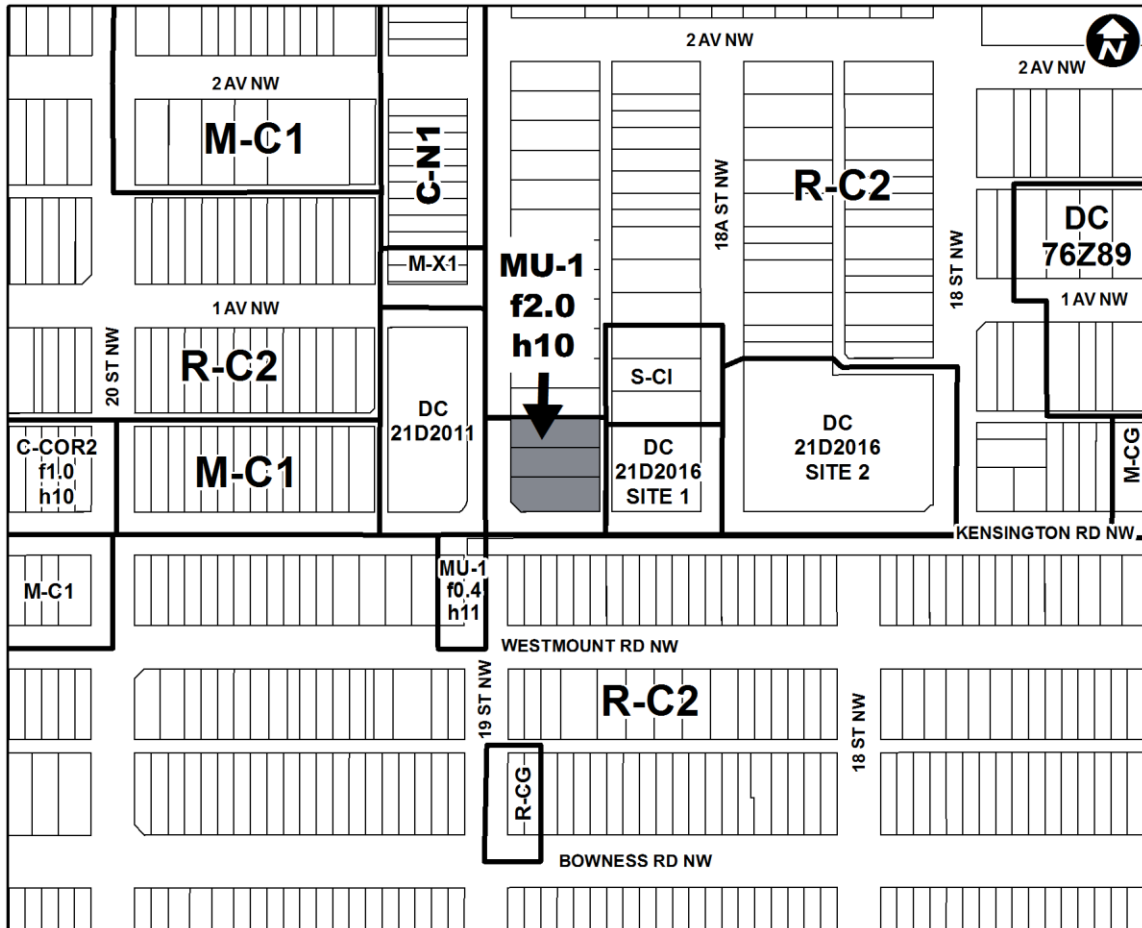 2 AV NW
N
2 AV NW
2 AV NW
M-C1
C-N1
18A ST NW
R-C2
DC
76Z89
M-X1
MU-1
f2.0
h10
18 ST NW
1 AV NW
1 AV NW
20 ST NW
R-C2
S-CI
DC
21D2011
DC
21D2016
SITE 1
DC
21D2016
SITE 2
C-COR2
f1.0
h10
M-C1
M-CG
KENSINGTON RD NW
M-C1
MU-1
f0.4
h11
WESTMOUNT RD NW
19 ST NW
R-C2
18 ST NW
R-CG
BOWNESS RD NW